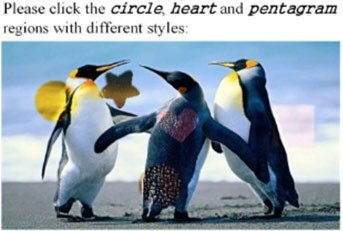 Please click the circle, heart and pentagram
regions with different styles: